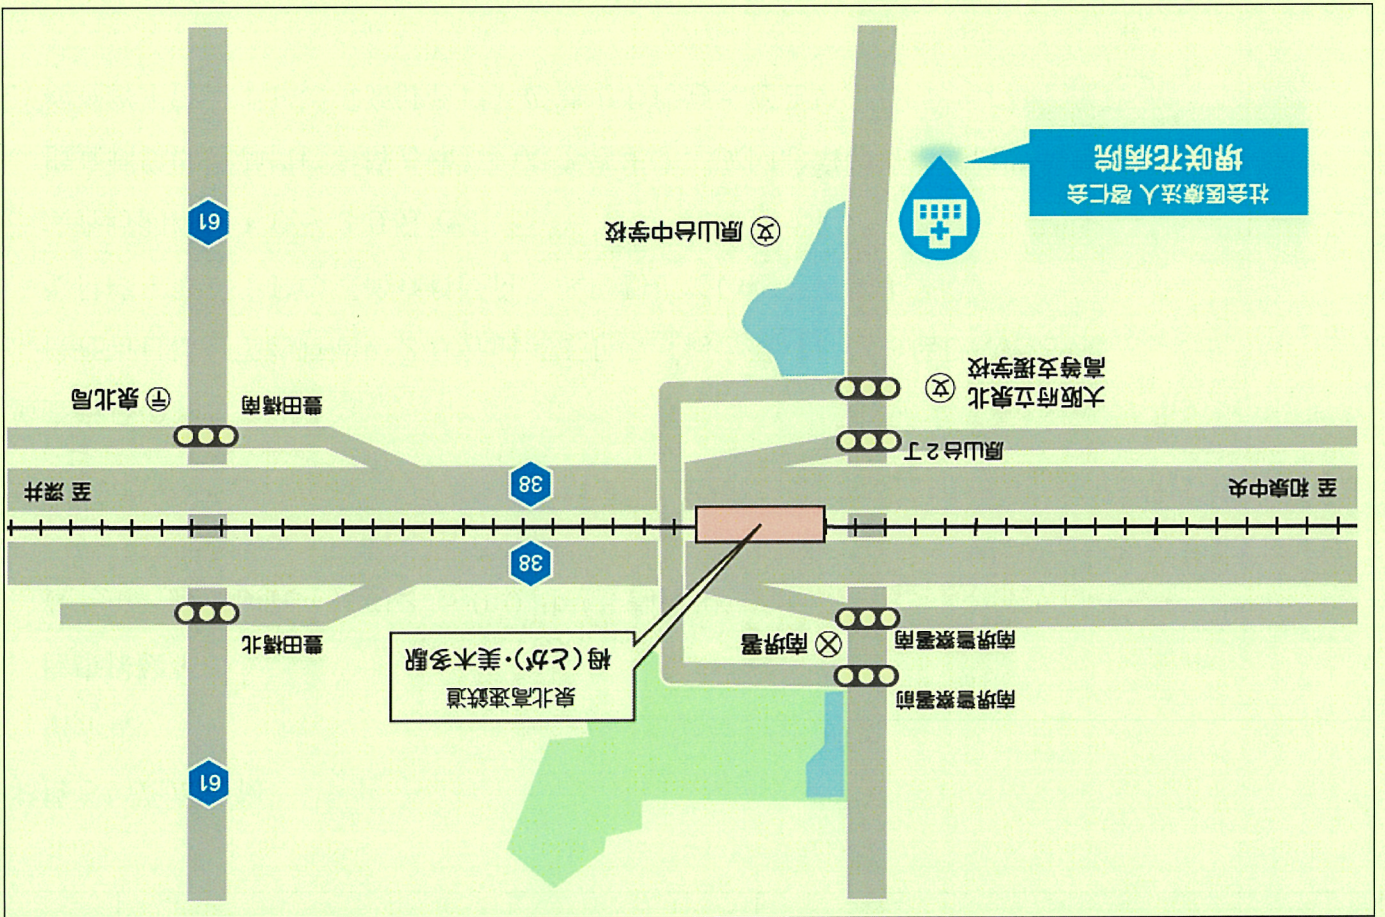 61
南堺警察署前
泉北高速鉄道
栂(とが)・美木多駅
南堺警察署南
南堺署
豊田橋北
38
至 和泉中央
38
至 深井
原山台2丁
大阪府立泉北
高等支援学校
文
豊田橋南
〒 泉北局
文 原山台中学校
61
社会医療法人 啓仁会
堺咲花病院